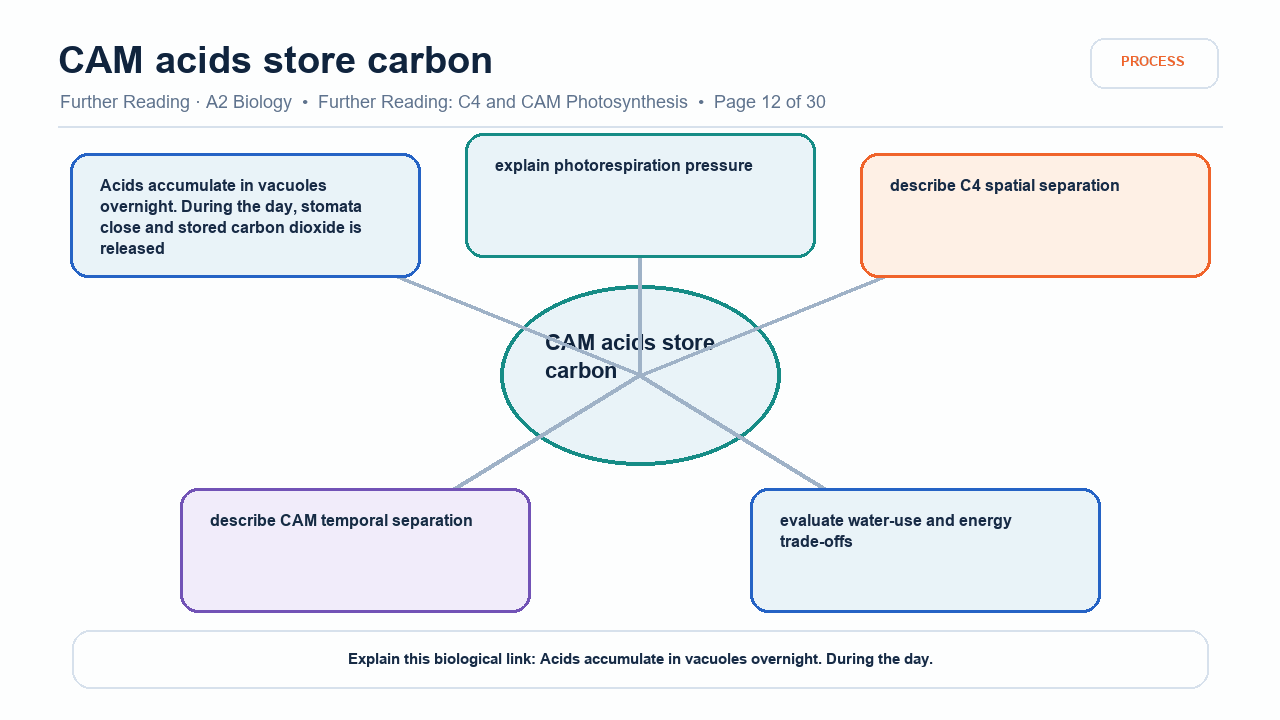 CAM acids store carbon
PROCESS
Further Reading · A2 Biology • Further Reading: C4 and CAM Photosynthesis • Page 12 of 30
Acids accumulate in vacuoles
overnight. During the day, stomata
close and stored carbon dioxide is
released
explain photorespiration pressure
describe C4 spatial separation
CAM acids store
carbon
describe CAM temporal separation
evaluate water-use and energy
trade-offs
Explain this biological link: Acids accumulate in vacuoles overnight. During the day.